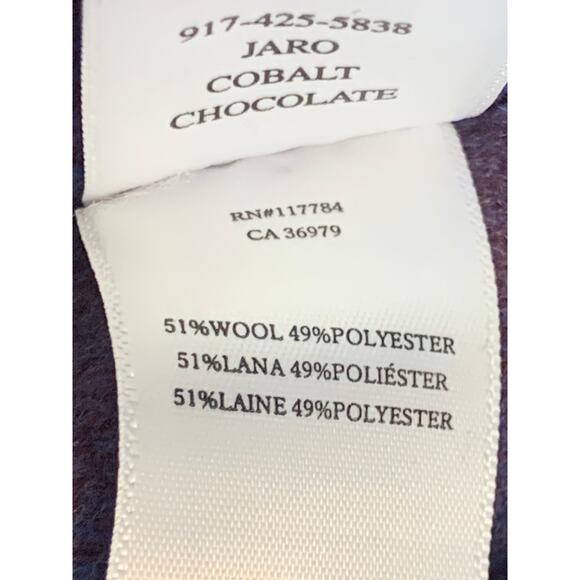 917-425-5838
JARO
COBALT
CHOCOLATE
RN#117784
CA 36979
51%WOOL 49%POLYESTER
51%LANA 49%POLIÉSTER
51%LAINE 49%POLYESTER